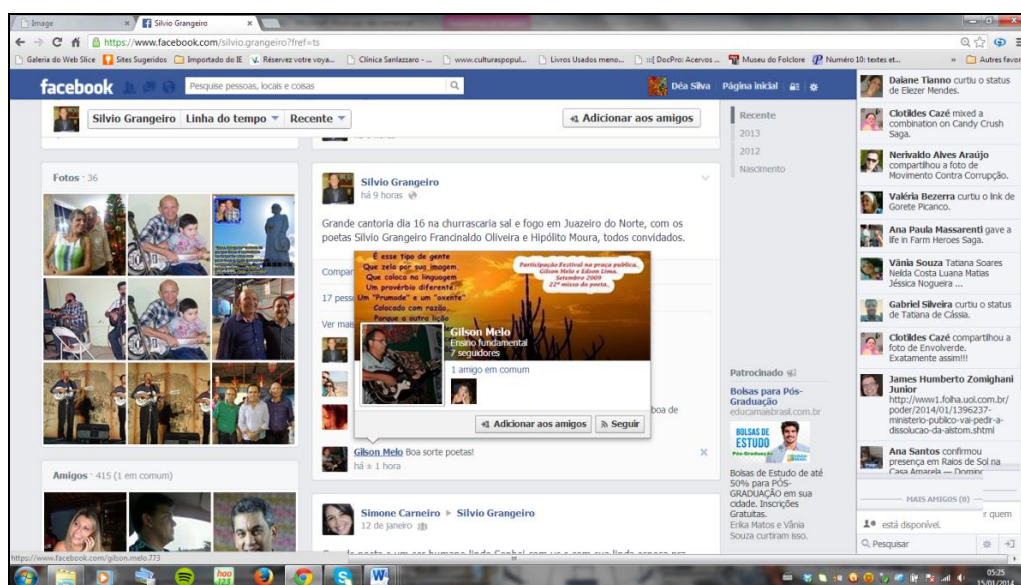 Image
Silvio Grangeiro
https://www.facebook.com/silvio.grangeiro?fref=ts
Galeria do Web Slice
Sites Sugeridos
Importado do IE
Réservez votre voya...
Clínica Sanlazzaro - ...
www.culturaspopul...
Livros Usados meno...
::[ DocPro: Acervos ...
Museu do Folclore
Numéro 10: textes et...
»
Autres favor
facebook
Pesquise pessoas, locais e coisas
Déa Silva
Página inicial
Silvio Grangeiro
Linha do tempo
Recente
Adicionar aos amigos
Recente
2013
2012
Nascimento
Fotos · 36
Silvio Grangeiro
há 9 horas
Grande cantoria dia 16 na churrascaria sal e fogo em Juazeiro do Norte, com os
poetas Silvio Grangeiro Francinaldo Oliveira e Hipólito Moura, todos convidados.
Compar
17 pess
Ver mais
É esse tipo de gente
Que zela por sua imagem.
Que coloca na linguagem
Um provérbio diferente.
Um "Prumode" e um "oxente"
Colocado com razão.
Porque a outra lição
Participação Festival na praça publica.
Gilson Melo e Edson Lima.
Setembro 2009
22ª missa do poeta.
Gilson Melo
Ensino fundamental
7 seguidores
1 amigo em comum
Adicionar aos amigos
Seguir
boa de
Gilson Melo Boa sorte poetas!
há ± 1 hora
Amigos · 415 (1 em comum)
Simone Carneiro ▸ Silvio Grangeiro
12 de janeiro
Patrocinado
Bolsas para Pós-
Graduação
educamaisbrasil.com.br
BOLSAS DE
ESTUDO
Pós-Graduação
Bolsas de Estudo de até
50% para PÓS-
GRADUAÇÃO em sua
cidade. Inscrições
Gratuitas.
Erika Matos e Vânia
Souza curtiram isso.
Daiane Tianno curtiu o status
de Eliezer Mendes.
Clotildes Cazé mixed a
combination on Candy Crush
Saga.
Nerivaldo Alves Araújo
compartilhou a foto de
Movimento Contra Corrupção.
Valéria Bezerra curtiu o link de
Gorete Picanco.
Ana Paula Massarenti gave a
life in Farm Heroes Saga.
Vânia Souza Tatiana Soares
Neilda Costa Luana Matias
Jéssica Nogueira ...
Gabriel Silveira curtiu o status
de Tatiana de Cássia.
Clotildes Cazé compartilhou a
foto de Envolverde.
Exatamente assim!!!
James Humberto Zomighani
Junior
http://www1.folha.uol.com.br/
poder/2014/01/1396237-
ministerio-publico-vai-pedir-a-
dissolucao-da-alstom.shtml
Ana Santos confirmou
presença em Raios de Sol na
Casa Amarela — Doming
MAIS AMIGOS (0)
r quem
está disponível.
Pesquisar
https://www.facebook.com/gilson.melo.773
hao
123
05:25
15/01/2014